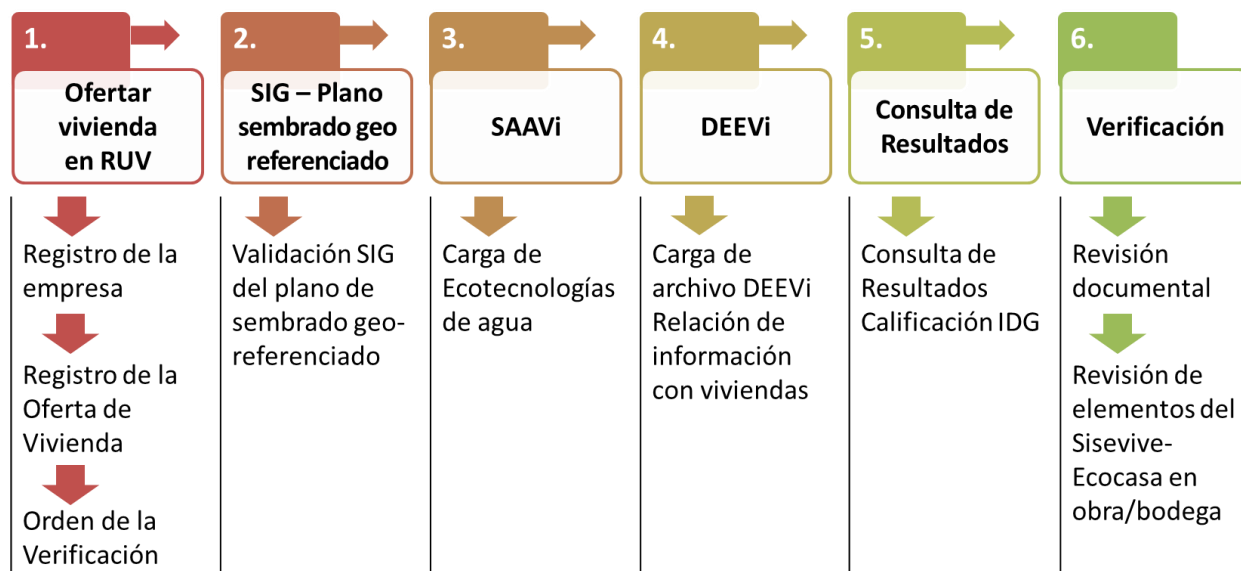 1.
Ofertar
vivienda
en RUV
Registro de la
empresa
Registro de la
Oferta de
Vivienda
Orden de la
Verificación
2.
SIG – Plano
sembrado geo
referenciado
Validación SIG
del plano de
sembrado geo-
referenciado
3.
SAAVi
Carga de
Ecotecnologías
de agua
4.
DEEVi
Carga de
archivo DEEVi
Relación de
información
con viviendas
5.
Consulta de
Resultados
Consulta de
Resultados
Calificación IDG
6.
Verificación
Revisión
documental
Revisión de
elementos del
Sisevive-
Ecocasa en
obra/bodega